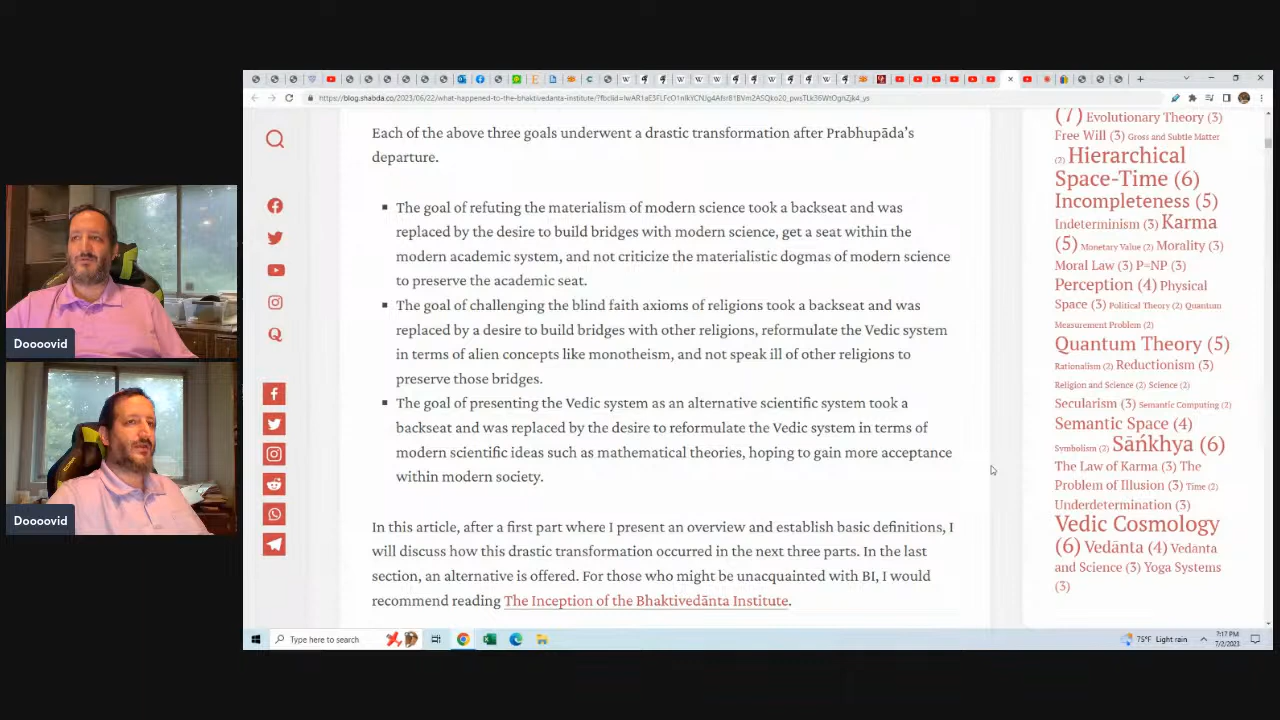 https://blog.shabda.co/2023/06/22/what-happened-to-the-bhaktivedanta-institute/
Each of the above three goals underwent a drastic transformation after Prabhupāda's
departure.
The goal of refuting the materialism of modern science took a backseat and was
replaced by the desire to build bridges with modern science, get a seat within the
modern academic system, and not criticize the materialistic dogmas of modern science
to preserve the academic seat.
The goal of challenging the blind faith axioms of religions took a backseat and was
replaced by a desire to build bridges with other religions, reformulate the Vedic system
in terms of alien concepts like monotheism, and not speak ill of other religions to
preserve those bridges.
The goal of presenting the Vedic system as an alternative scientific system took a
backseat and was replaced by the desire to reformulate the Vedic system in terms of
modern scientific ideas such as mathematical theories, hoping to gain more acceptance
within modern society.
In this article, after a first part where I present an overview and establish basic definitions, I
will discuss how this drastic transformation occurred in the next three parts. In the last
section, an alternative is offered. For those who might be unacquainted with BI, I would
recommend reading The Inception of the Bhaktivedānta Institute.
(7) Evolutionary Theory (3)
Free Will (3) Gross and Subtle Matter
(2) Hierarchical
Space-Time (6)
Incompleteness (5)
Indeterminism (3) Karma
(5) Monetary Value (2) Morality (3)
Moral Law (3) P=NP (3)
Perception (4) Physical
Space (3) Political Theory (2) Quantum
Measurement Problem (2)
Quantum Theory (5)
Rationalism (2) Reductionism (3)
Religion and Science (2) Science (2)
Secularism (3) Semantic Computing (2)
Semantic Space (4)
Symbolism (2) Sāńkhya (6)
The Law of Karma (3) The
Problem of Illusion (3) Time (2)
Underdetermination (3)
Vedic Cosmology
(6) Vedānta (4) Vedānta
and Science (3) Yoga Systems
(3)
Doooovid
Doooovid
Type here to search
75°F Light rain
7:17 PM
7/2/2023